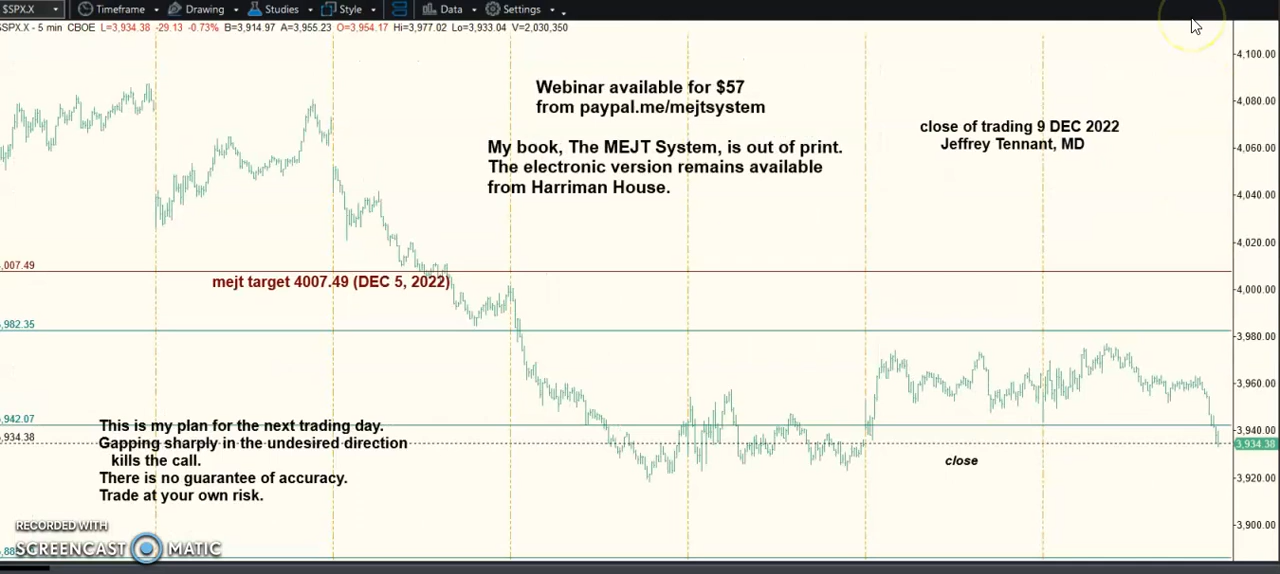 $SPX.X
Timeframe
Drawing
Studies
Style
Data
Settings
$SPX.X - 5 min CBOE L=3,934.38 -29.13 -0.73% B=3,914.97 A=3,955.23 O=3,954.17 Hi=3,977.02 Lo=3,933.04 V=2,030,350
4,100.00
Webinar available for $57
from paypal.me/mejtsystem
4,080.00
close of trading 9 DEC 2022
Jeffrey Tennant, MD
My book, The MEJT System, is out of print.
The electronic version remains available
from Harriman House.
4,060.00
4,040.00
4,020.00
,007.49
mejt target 4007.49 (DEC 5, 2022)
4,000.00
,982.35
3,980.00
3,960.00
,942.07
,934.38
This is my plan for the next trading day.
Gapping sharply in the undesired direction
kills the call.
There is no guarantee of accuracy.
Trade at your own risk.
3,940.00
3,934.38
close
3,920.00
3,900.00
RECORDED WITH
SCREENCAST MATIC